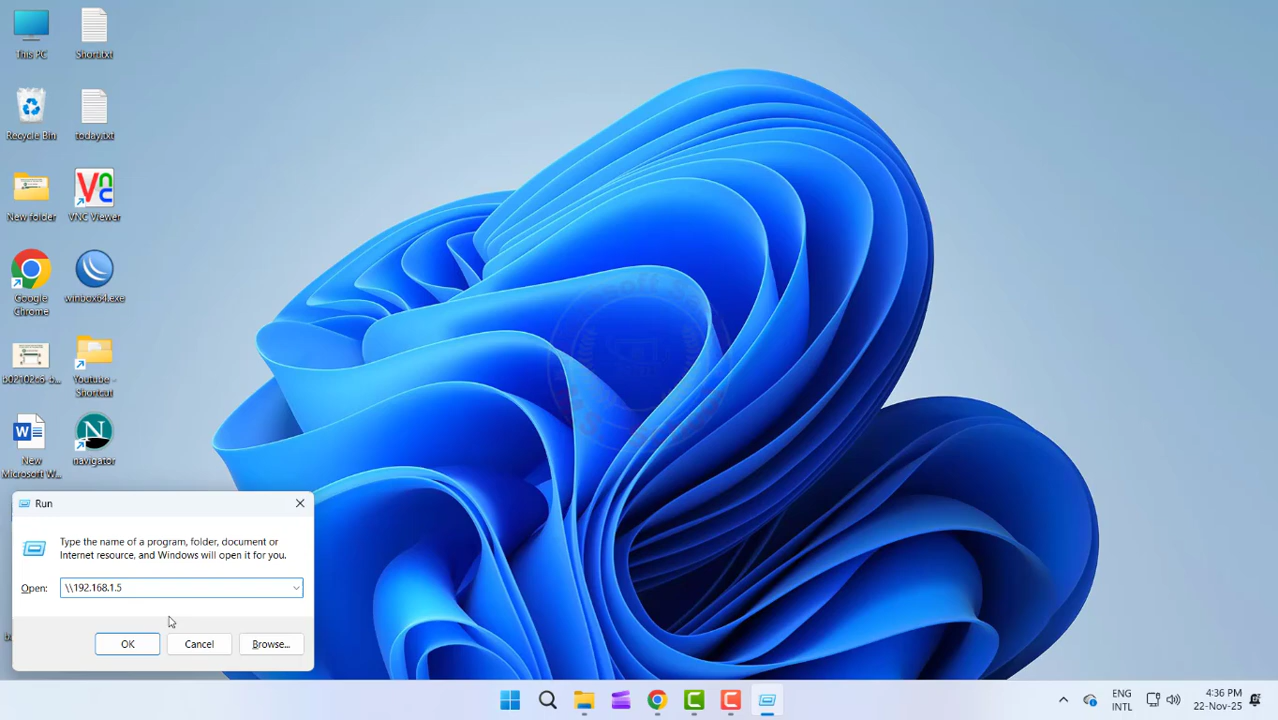 This PC
Short.txt
Recycle Bin
today.txt
New folder
VNC Viewer
Google
Chrome
winbox64.exe
Youtube -
Shortcut
New
Microsoft W...
navigator
Run
Type the name of a program, folder, document or
Internet resource, and Windows will open it for you.
Open:
\\192.168.1.5
OK
Cancel
Browse...
ENG
INTL
4:36 PM
22-Nov-25